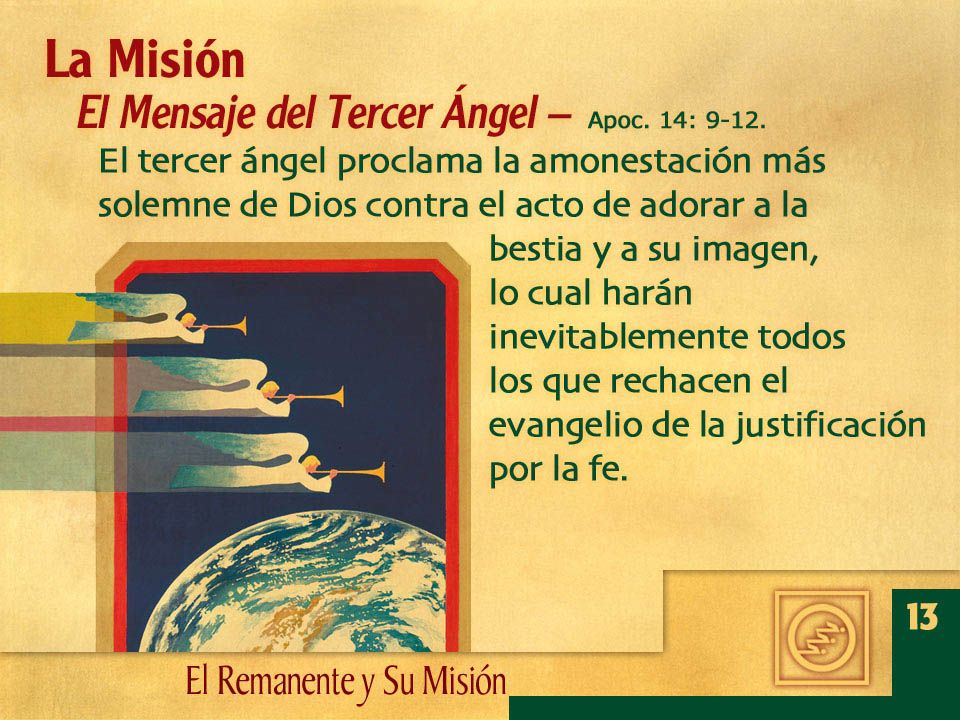 La Misión
El Mensaje del Tercer Ángel – Apoc. 14: 9-12.
El tercer ángel proclama la amonestación más
solemne de Dios contra el acto de adorar a la
bestia y a su imagen,
lo cual harán
inevitablemente todos
los que rechacen el
evangelio de la justificación
por la fe.
13
El Remanente y Su Misión